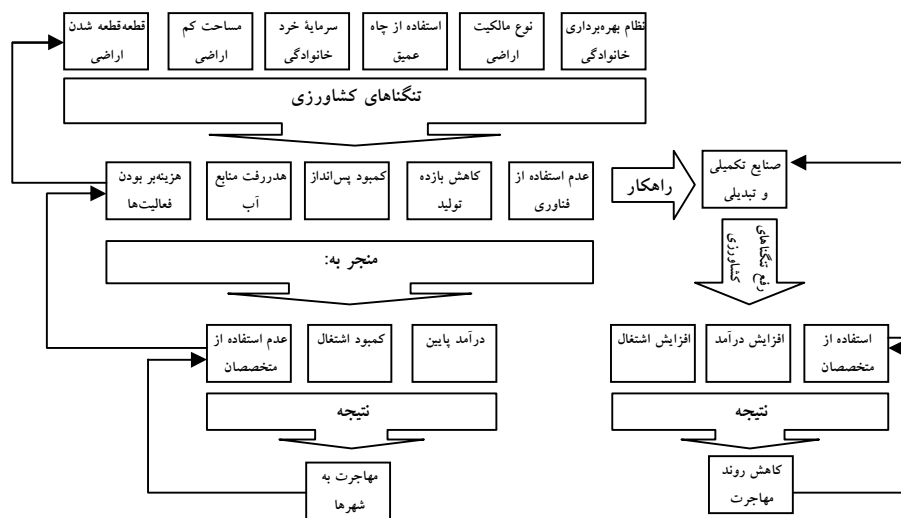 نظام بهره‌برداری
خانوادگی
نوع مالکیت
اراضی
استفاده از چاه
عمیق
سرمایۀ خرد
خانوادگی
مساحت کم
اراضی
قطعه‌قطعه شدن
اراضی
تنگناهای کشاورزی
عدم استفاده از
فناوری
کاهش بازده
تولید
کمبود پس‌انداز
هدررفت منابع
آب
هزینه‌بر بودن
فعالیت‌ها
راهکار
صنایع تکمیلی
و تبدیلی
منجر به:
رفع تنگناهای
کشاورزی
درآمد پایین
کمبود اشتغال
عدم استفاده از
متخصصان
استفاده از
متخصصان
افزایش درآمد
افزایش اشتغال
نتیجه
نتیجه
مهاجرت به
شهرها
کاهش روند
مهاجرت